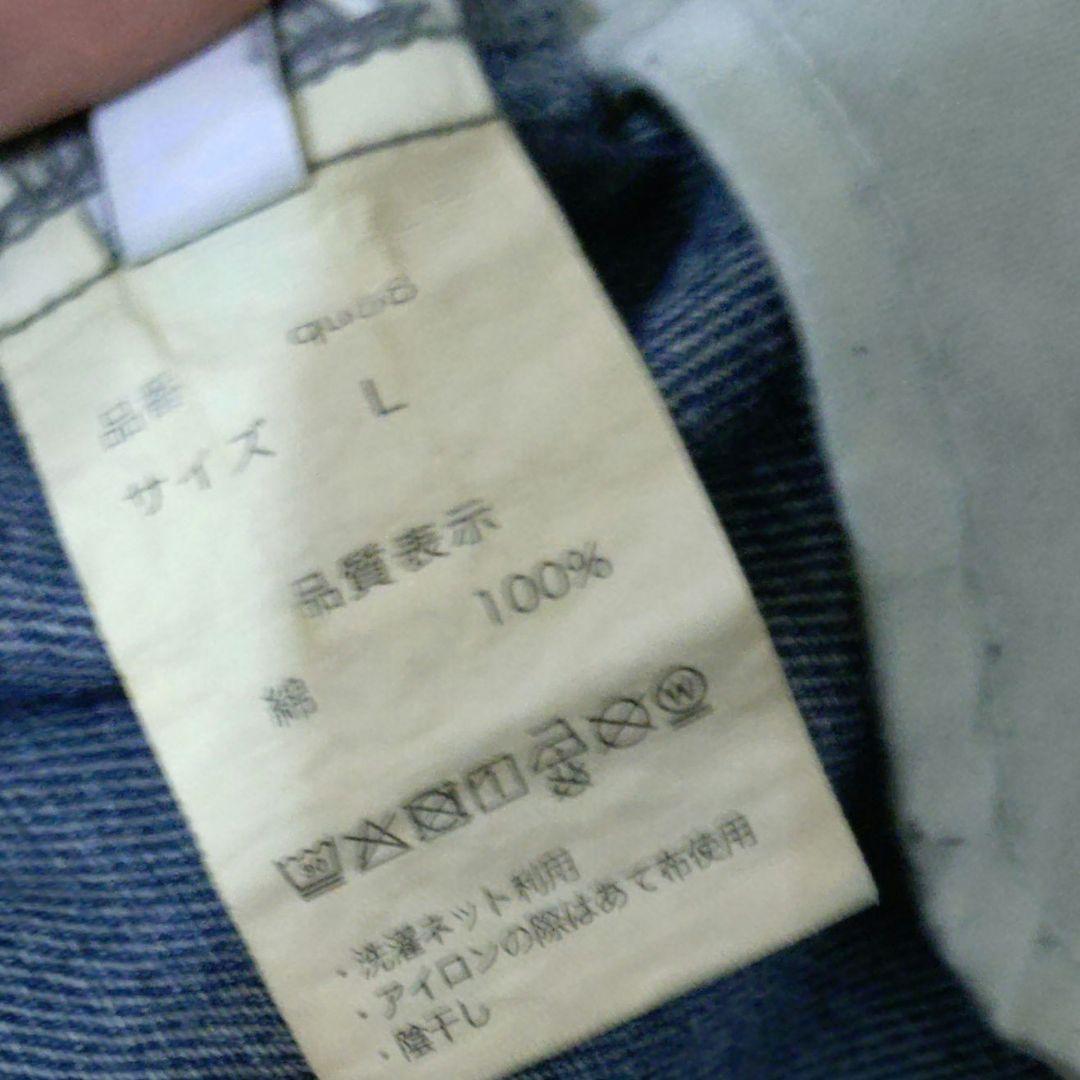 品番
サイズ L
品質表示
綿 100%
・洗濯ネット利用
・アイロンの際はあて布使用
・陰干し